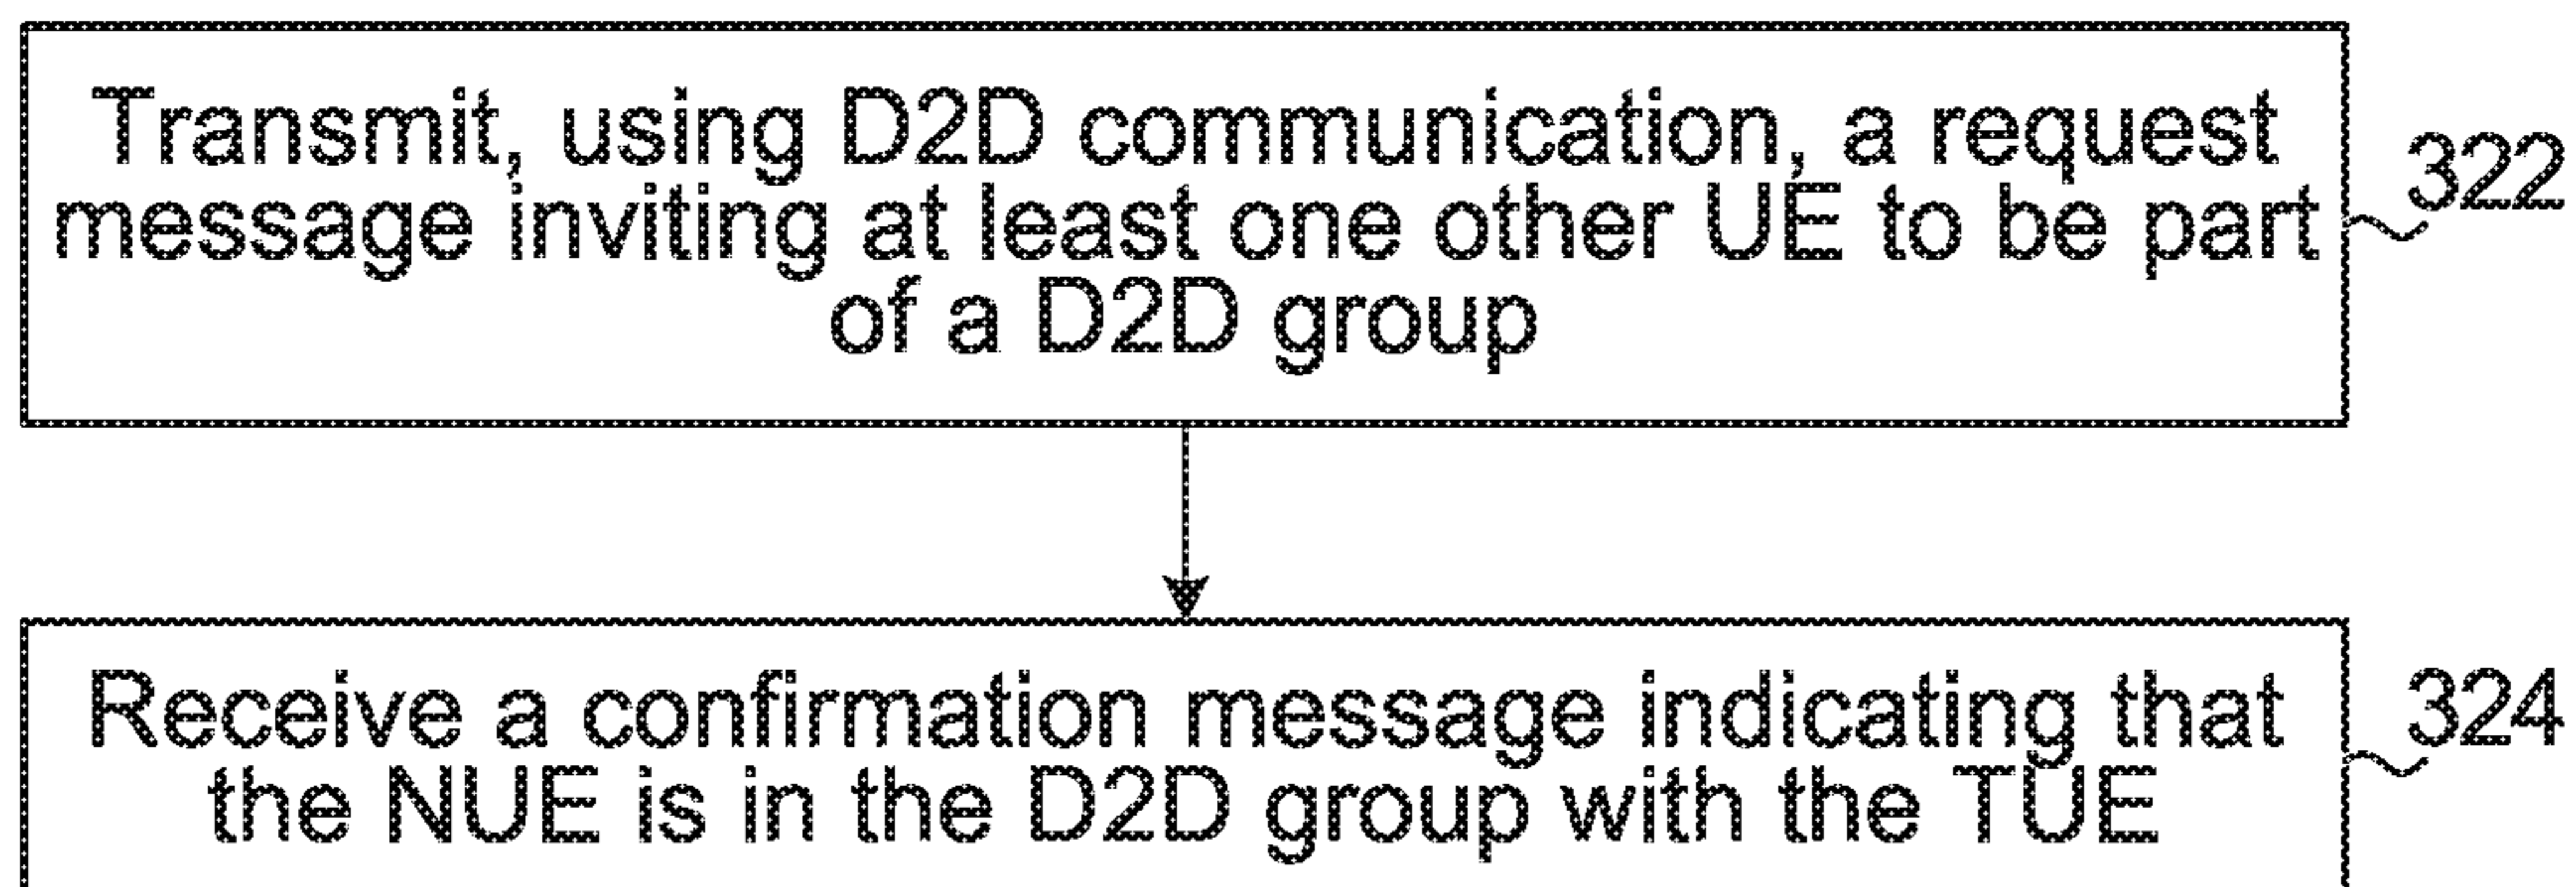 Transmit, using D2D communication, a request
message inviting at least one other UE to be part
of a D2D group
322
Receive a confirmation message indicating that
the NUE is in the D2D group with the TUE
324